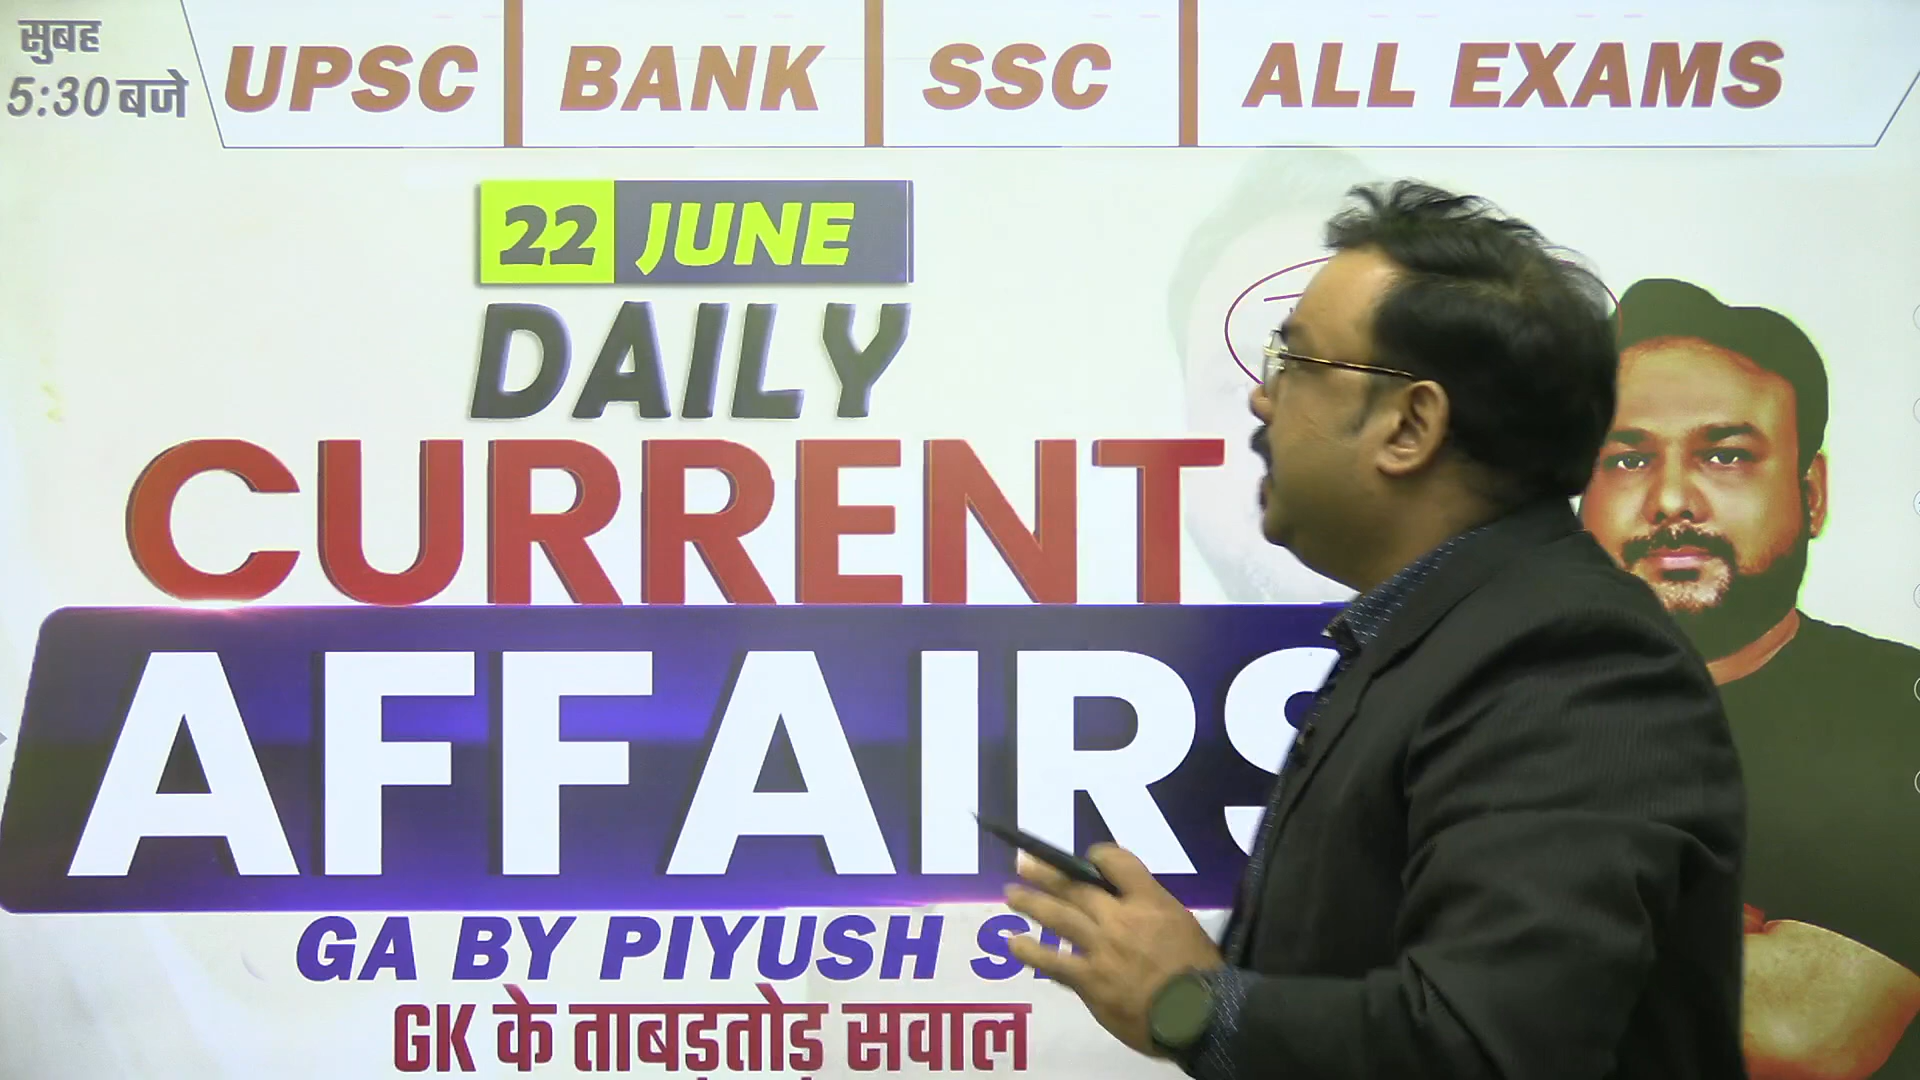 सुबह
5:30 बजे
UPSC BANK SSC ALL EXAMS
22 JUNE
DAILY
CURRENT
AFFAIRS
GA BY PIYUSH
GK के ताबड़तोड़ सवाल